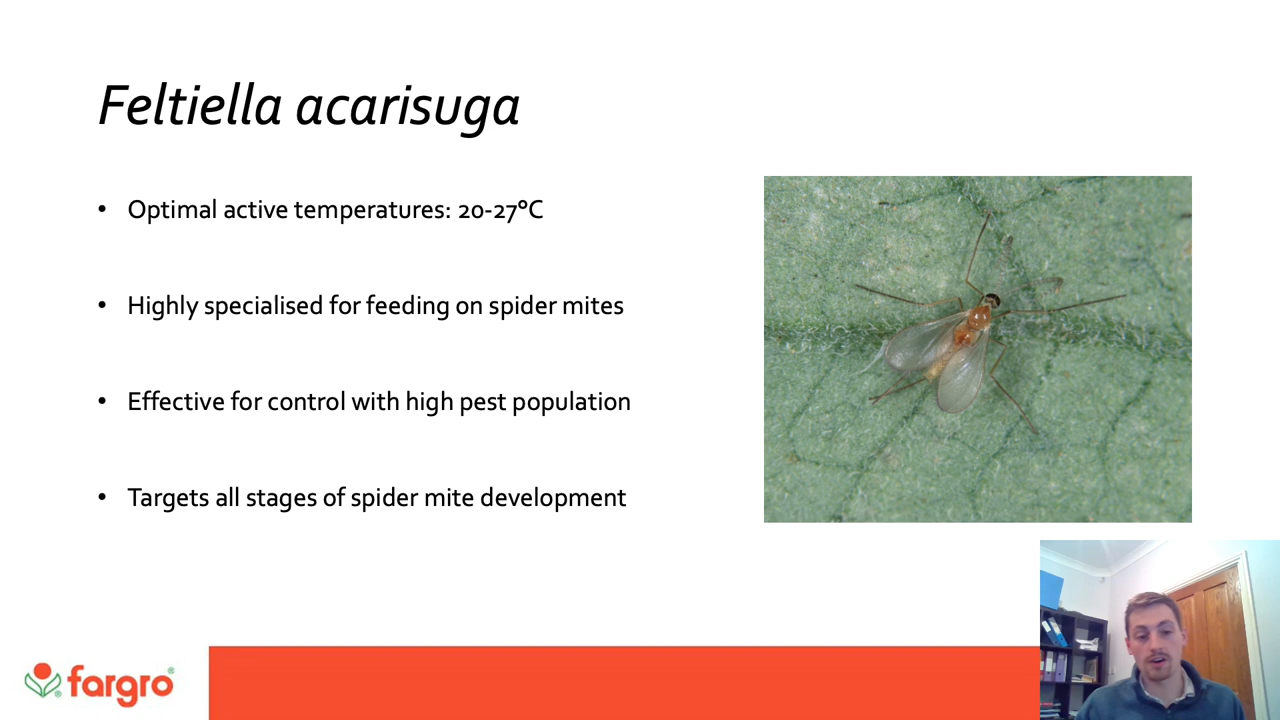 Feltiella acarisuga
• Optimal active temperatures: 20-27°C
• Highly specialised for feeding on spider mites
• Effective for control with high pest population
• Targets all stages of spider mite development
fargro®
®